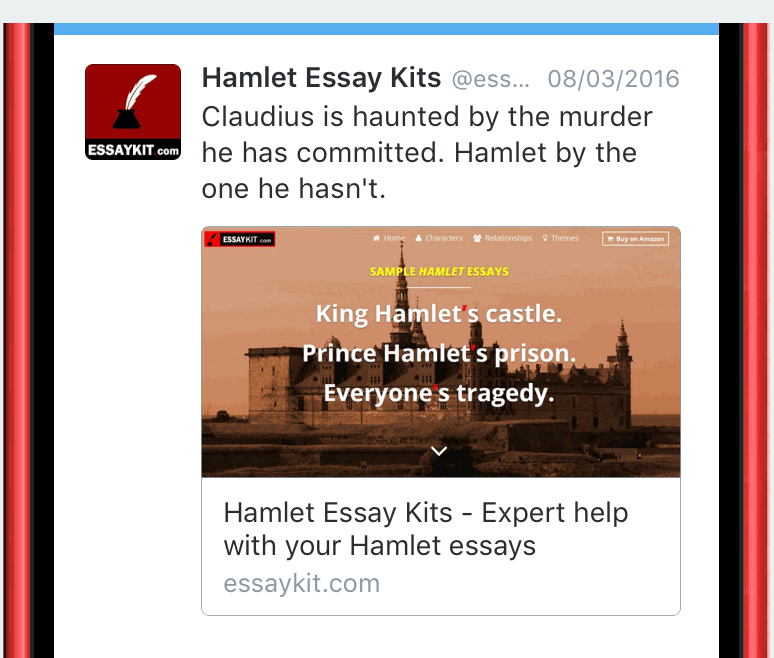 Hamlet Essay Kits @ess... 08/03/2016
Claudius is haunted by the murder
he has committed. Hamlet by the
one he hasn't.
ESSAYKIT.com
ESSAYKIT.com Home Characters Relationships Themes Buy on Amazon
SAMPLE HAMLET ESSAYS
King Hamlet's castle.
Prince Hamlet's prison.
Everyone's tragedy.
Hamlet Essay Kits - Expert help
with your Hamlet essays
essaykit.com